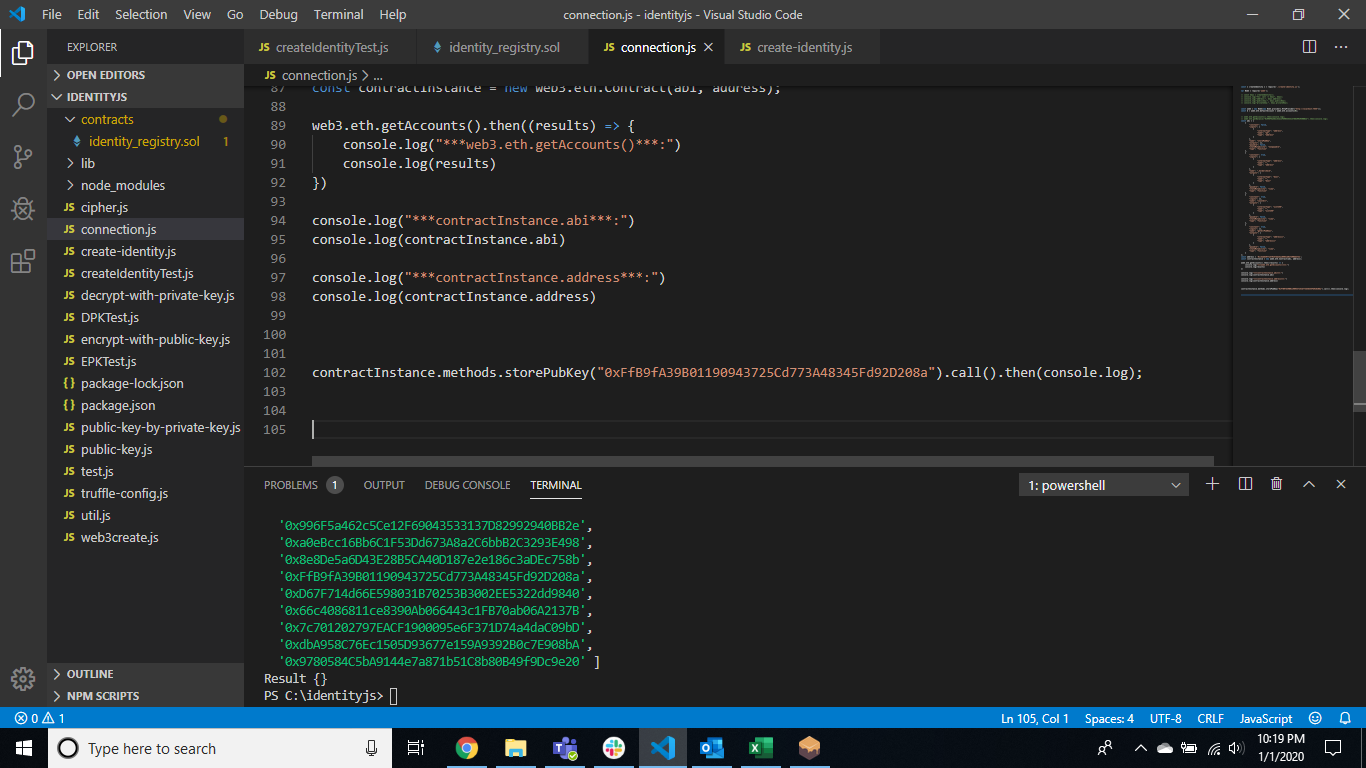 File Edit Selection View Go Debug Terminal Help
connection.js - identityjs - Visual Studio Code
EXPLORER
OPEN EDITORS
IDENTITYJS
contracts
identity_registry.sol 1
lib
node_modules
JS cipher.js
JS connection.js
JS create-identity.js
JS createIdentityTest.js
JS decrypt-with-private-key.js
JS DPKTest.js
JS encrypt-with-public-key.js
JS EPKTest.js
{} package-lock.json
{} package.json
JS public-key-by-private-key.js
JS public-key.js
JS test.js
JS truffle-config.js
JS util.js
JS web3create.js
OUTLINE
NPM SCRIPTS
JS createIdentityTest.js
identity_registry.sol
JS connection.js
JS create-identity.js
JS connection.js > ...
87 const contractInstance = new web3.eth.Contract(abi, address);
88
89 web3.eth.getAccounts().then((results) => {
90 console.log("***web3.eth.getAccounts()***:")
91 console.log(results)
92 })
93
94 console.log("***contractInstance.abi***:")
95 console.log(contractInstance.abi)
96
97 console.log("***contractInstance.address***:")
98 console.log(contractInstance.address)
99
100
101
102 contractInstance.methods.storePubKey("0xFfB9fA39B01190943725Cd773A48345Fd92D208a").call().then(console.log);
103
104
105
PROBLEMS 1 OUTPUT DEBUG CONSOLE TERMINAL
1: powershell
'0x996F5a462c5Ce12F69043533137D82992940BB2e',
'0xa0eBcc16Bb6C1F53Dd673A8a2C6bbB2C3293E498',
'0x8e8De5a6D43E28B5CA40D187e2e186c3aDEc758b',
'0xFfB9fA39B01190943725Cd773A48345Fd92D208a',
'0xD67F714d66E598031B70253B3002EE5322dd9840',
'0x66c4086811ce8390Ab066443c1FB70ab06A2137B',
'0x7c701202797EACF1900095e6F371D74a4daC09bD',
'0xdbA958C76Ec1505D93677e159A9392B0c7E908bA',
'0x9780584C5bA9144e7a871b51C8b80B49f9Dc9e20' ]
Result {}
PS C:\identityjs>
0 1
Ln 105, Col 1 Spaces: 4 UTF-8 CRLF JavaScript
Type here to search
10:19 PM
1/1/2020